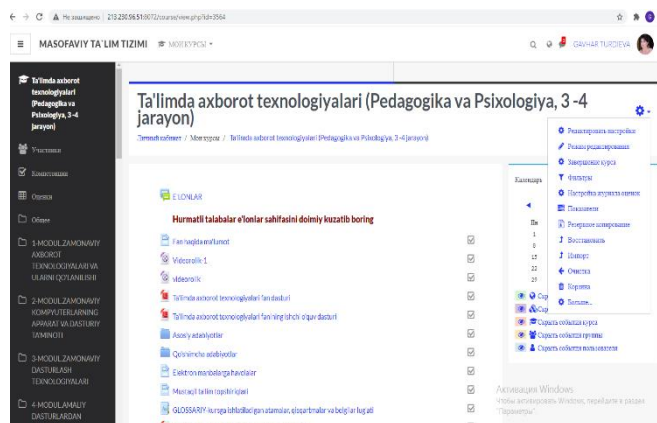 Не защищено | 213.230.96.51:8072/course/view.php?id=3564
MASOFAVIY TA'LIM TIZIMI МОИ КУРСЫ
GAVHAR TURDIEVA
Ta'limda axborot
texnologiyalari
(Pedagogika va
Psixologiya, 3 -4
jarayon)
Участники
Компетенции
Оценки
Общее
1-MODUL.ZAMONAVIY
AXBOROT
TEXNOLOGIYALARI VA
ULARNI QO'LANILISHI
2-MODUL.ZAMONAVIY
KOMPYUTERLARNING
APPARAT VA DASTURIY
TA'MINOTI
3-MODUL.ZAMONAVIY
DASTURLASH
TEXNOLOGIYALARI
4-MODUL.AMALIY
DASTURLARDAN
Ta'limda axborot texnologiyalari (Pedagogika va Psixologiya, 3 -4
jarayon)
Личный кабинет / Мои курсы / Ta'limda axborot texnologiyalari (Pedagogika va Psixologiya, 3 -4 jarayon)
E'LONLAR
Hurmatli talabalar e'lonlar sahifasini doimiy kuzatib boring
Fan haqida ma'lumot
Videorolik-1
videorolik
Ta'limda axborot texnologiyalari fan dasturi
Ta'limda axborot texnologiyalari fanining ishchi o'quv dasturi
Asosiy adabiyotlar
Qo'shimcha adabiyotlar
Elektron manbalarga havolalar
Mustaqil ta'lim topshiriqlari
GLOSSARIY-kursga ishlatiladigan atamalar, qisqartmalar va belgilar lug'ati
Редактировать настройки
Режим редактирования
Завершение курса
Фильтры
Настройка журнала оценок
Показатели
Резервное копирование
Восстановить
Импорт
Очистка
Корзина
Больше...
Календарь
Пн
1
15
22
29
Скрыть события курса
Скрыть события группы
Скрыть события пользователя
Активация Windows
Чтобы активировать Windows, перейдите в раздел
"Параметры".